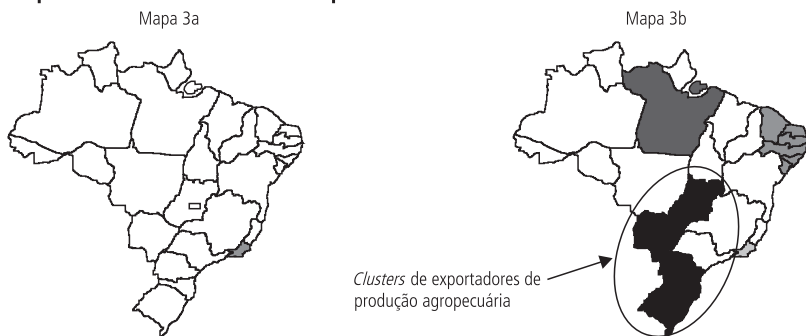 Mapa 3a
Mapa 3b
Clusters de exportadores de
produção agropecuária